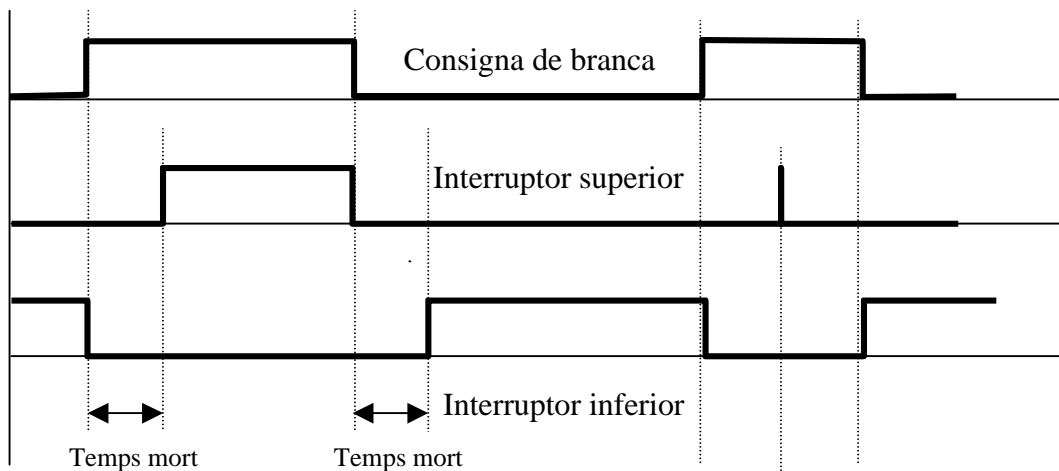 Consigna de branca
Interruptor superior
Interruptor inferior
Temps mort
Temps mort